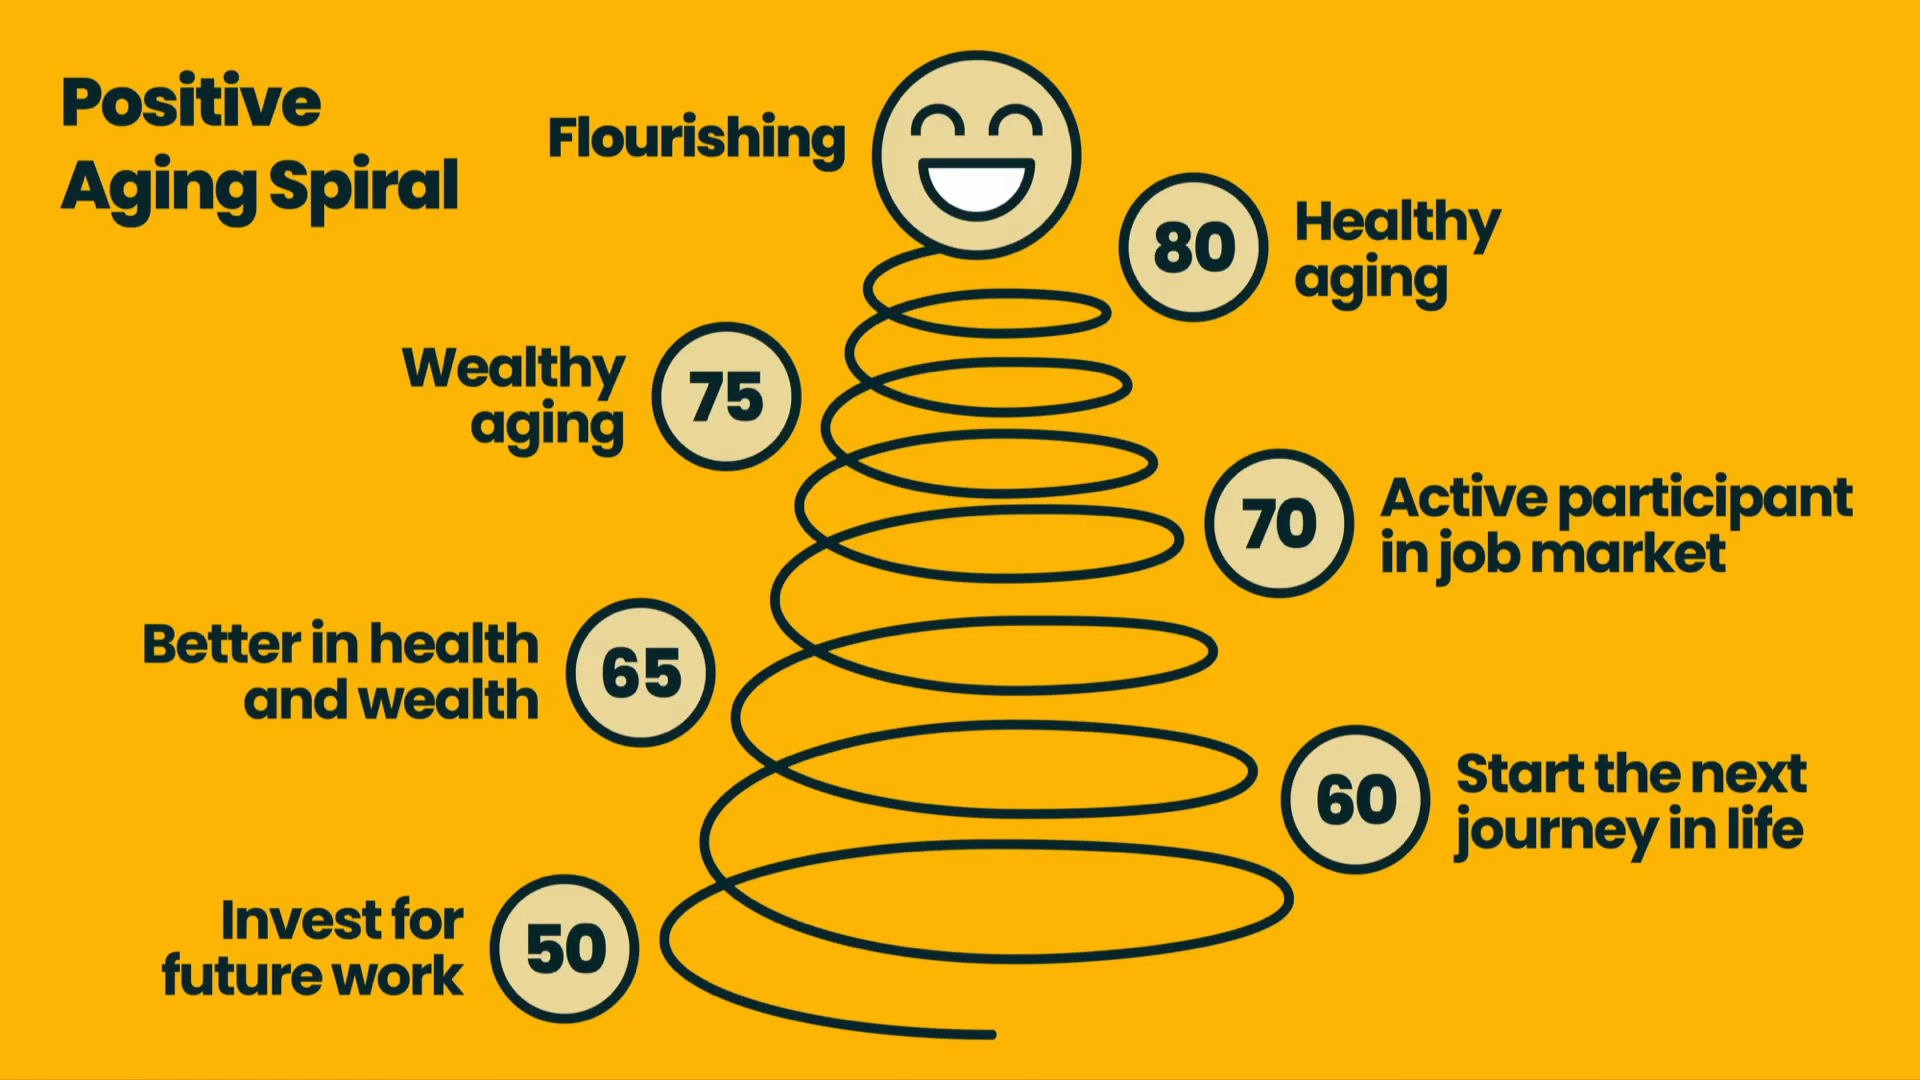 Positive
Aging Spiral
Flourishing
80
Healthy
aging
Wealthy
aging
75
70
Active participant
in job market
Better in health
and wealth
65
60
Start the next
journey in life
Invest for
future work
50